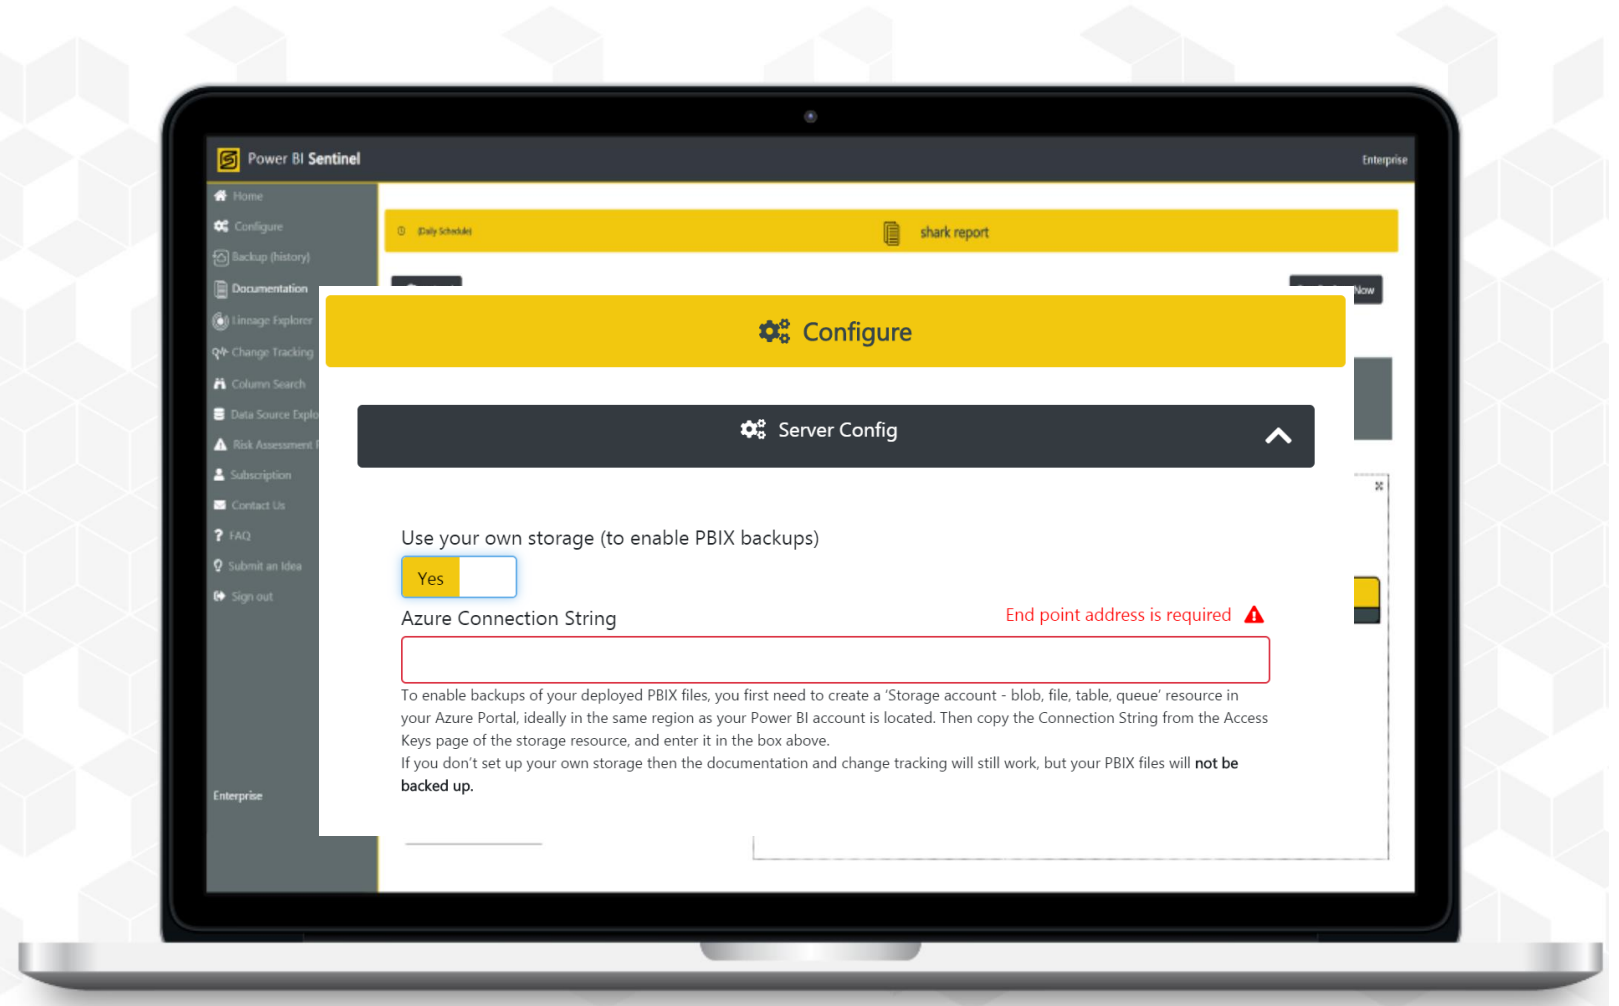 Power BI Sentinel
Enterprise
Home
Configure
Backup (history)
Documentation
Lineage Explorer
Change Tracking
Column Search
Data Source Explo
Risk Assessment
Subscription
Contact Us
FAQ
Submit an Idea
Sign out
Enterprise
(Daily Schedule)
shark report
Now
Configure
Server Config
Use your own storage (to enable PBIX backups)
Yes
Azure Connection String
End point address is required
To enable backups of your deployed PBIX files, you first need to create a ‘Storage account - blob, file, table, queue’ resource in
your Azure Portal, ideally in the same region as your Power BI account is located. Then copy the Connection String from the Access
Keys page of the storage resource, and enter it in the box above.
If you don’t set up your own storage then the documentation and change tracking will still work, but your PBIX files will not be
backed up.